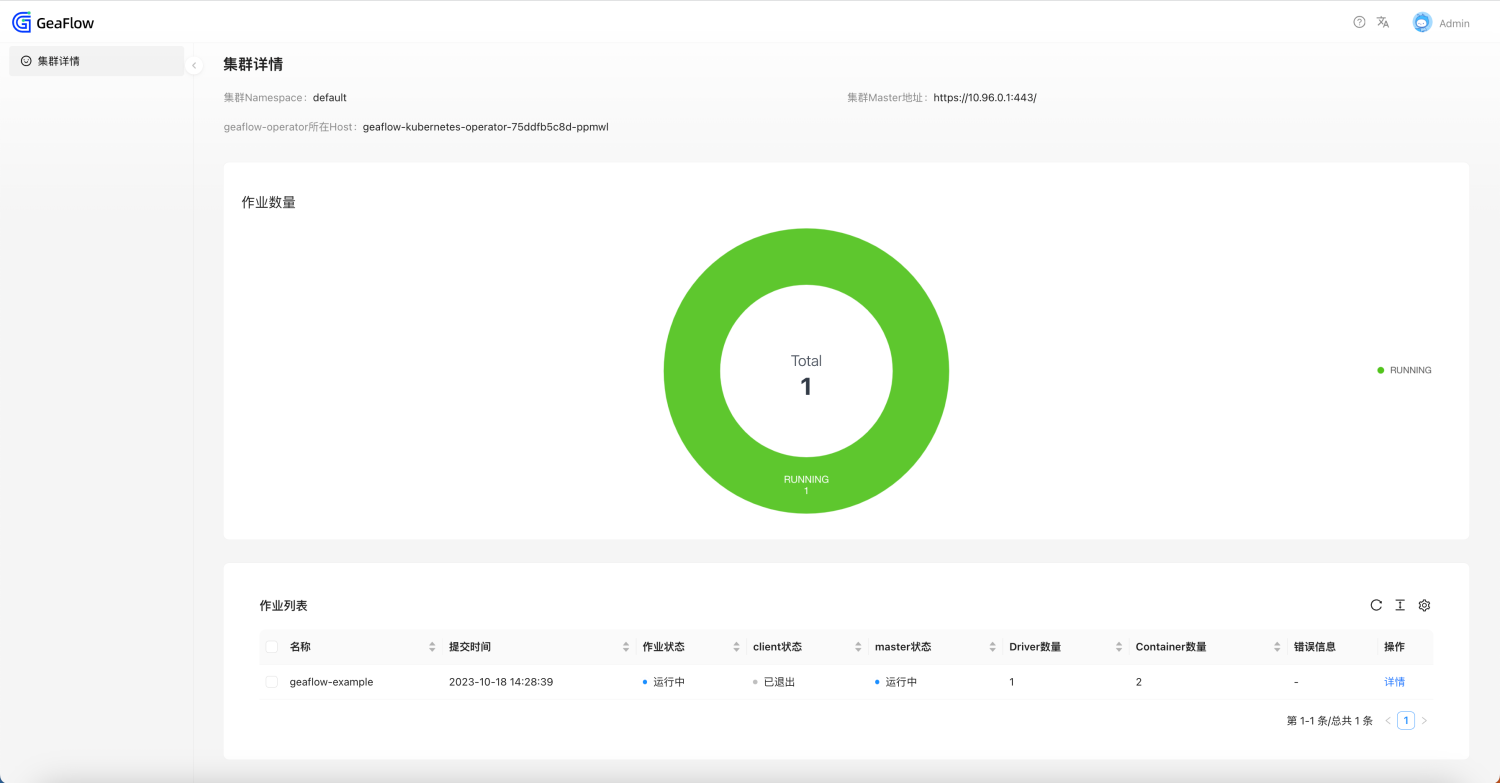 GeaFlow
Admin
集群详情
集群详情
集群Namespace： default
集群Master地址： https://10.96.0.1:443/
geaflow-operator所在Host： geaflow-kubernetes-operator-75ddfb5c8d-ppmwl
作业数量
Total
1
RUNNING
1
RUNNING
作业列表
名称 提交时间 作业状态 client状态 master状态 Driver数量 Container数量 错误信息 操作
geaflow-example 2023-10-18 14:28:39 运行中 已退出 运行中 1 2 - 详情
第 1-1 条/总共 1 条 < 1 >